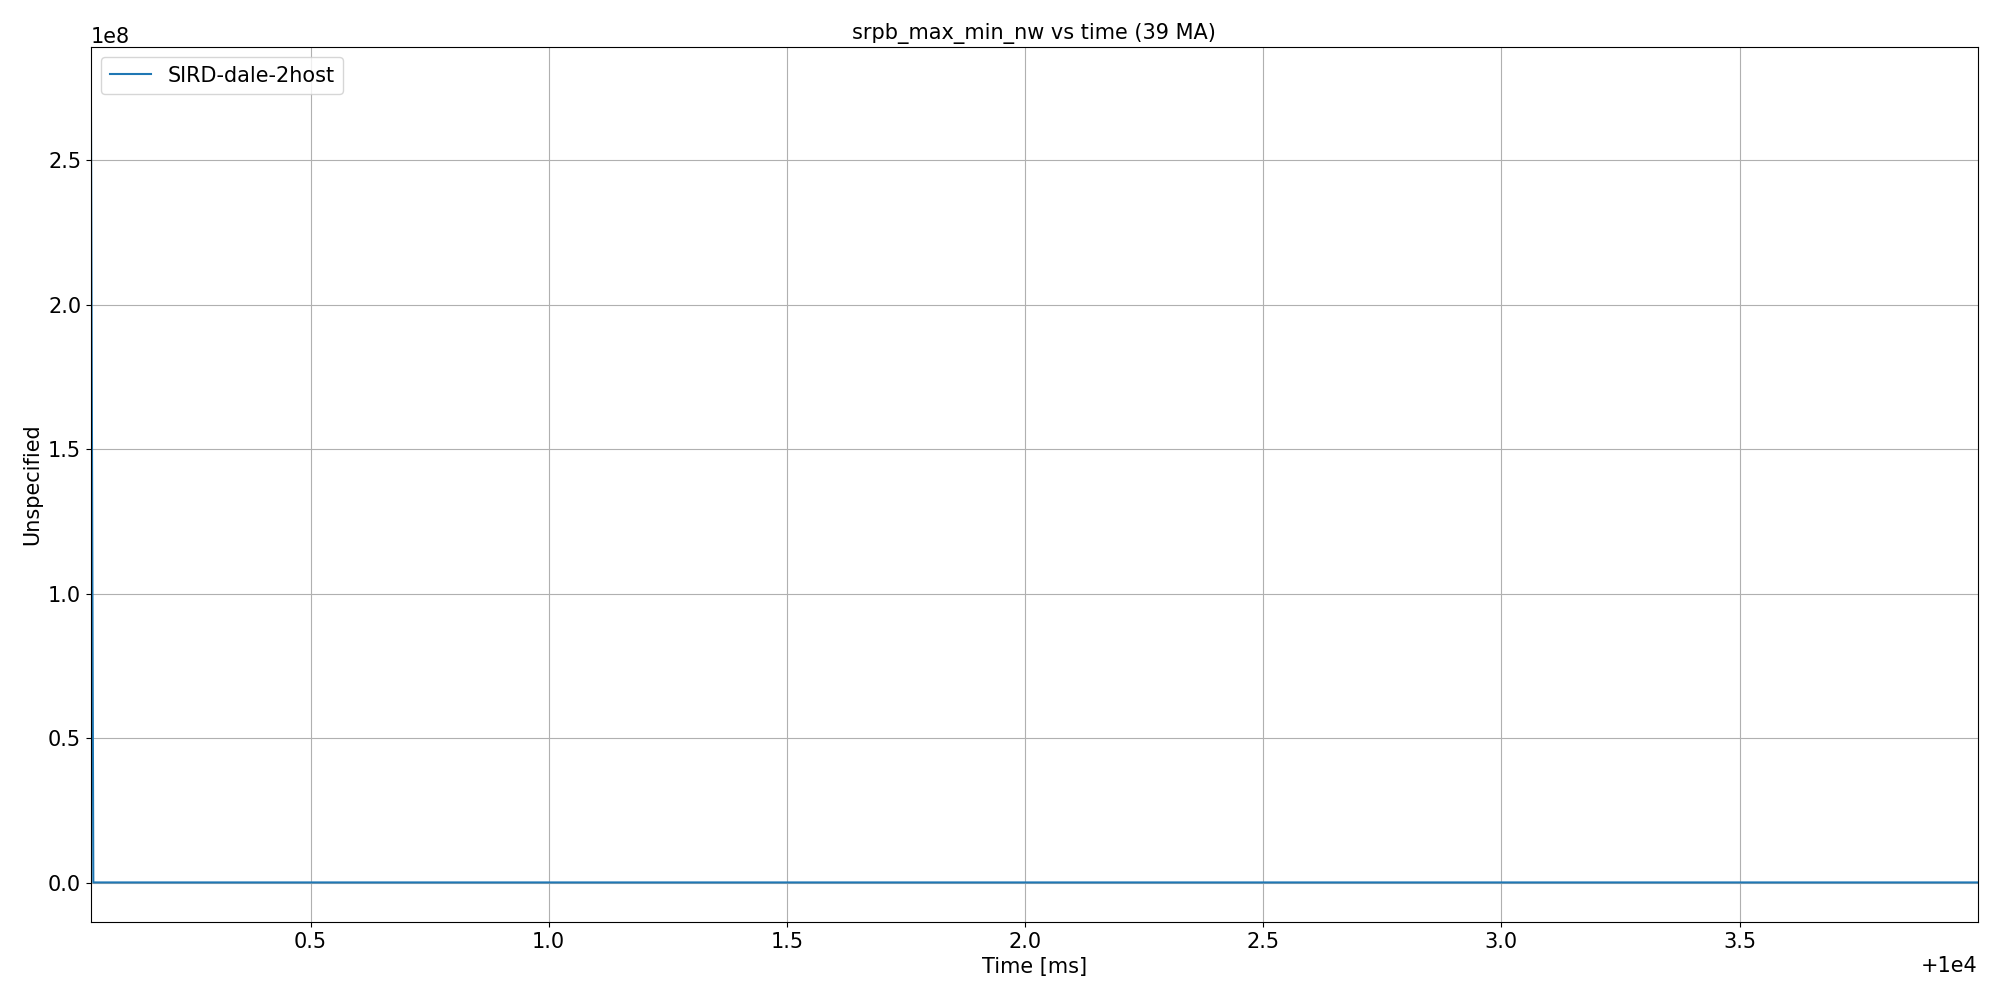 srpb_max_min_nw vs time (39 MA)
1e8
SIRD-dale-2host
2.5
2.0
1.5
1.0
0.5
0.0
Unspecified
0.5 1.0 1.5 2.0 2.5 3.0 3.5
Time [ms]
+1e4